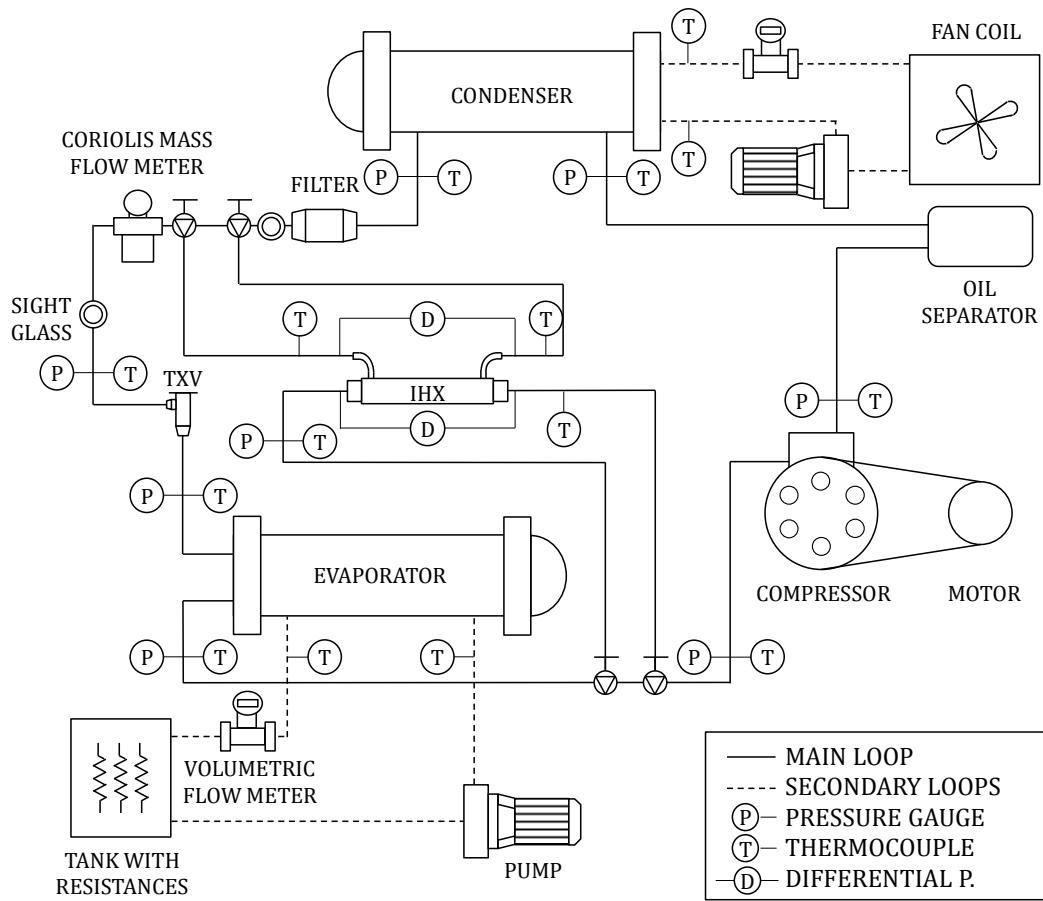 FAN COIL
T
CONDENSER
T
CORIOLIS MASS
FLOW METER
FILTER
P
T
P
T
OIL
SEPARATOR
SIGHT
GLASS
T
D
T
P
T
TXV
IHX
P
T
D
T
P
T
P
T
EVAPORATOR
COMPRESSOR
MOTOR
P
T
T
T
P
T
VOLUMETRIC
FLOW METER
TANK WITH
RESISTANCES
PUMP
MAIN LOOP
SECONDARY LOOPS
P PRESSURE GAUGE
T THERMOCOUPLE
D DIFFERENTIAL P.